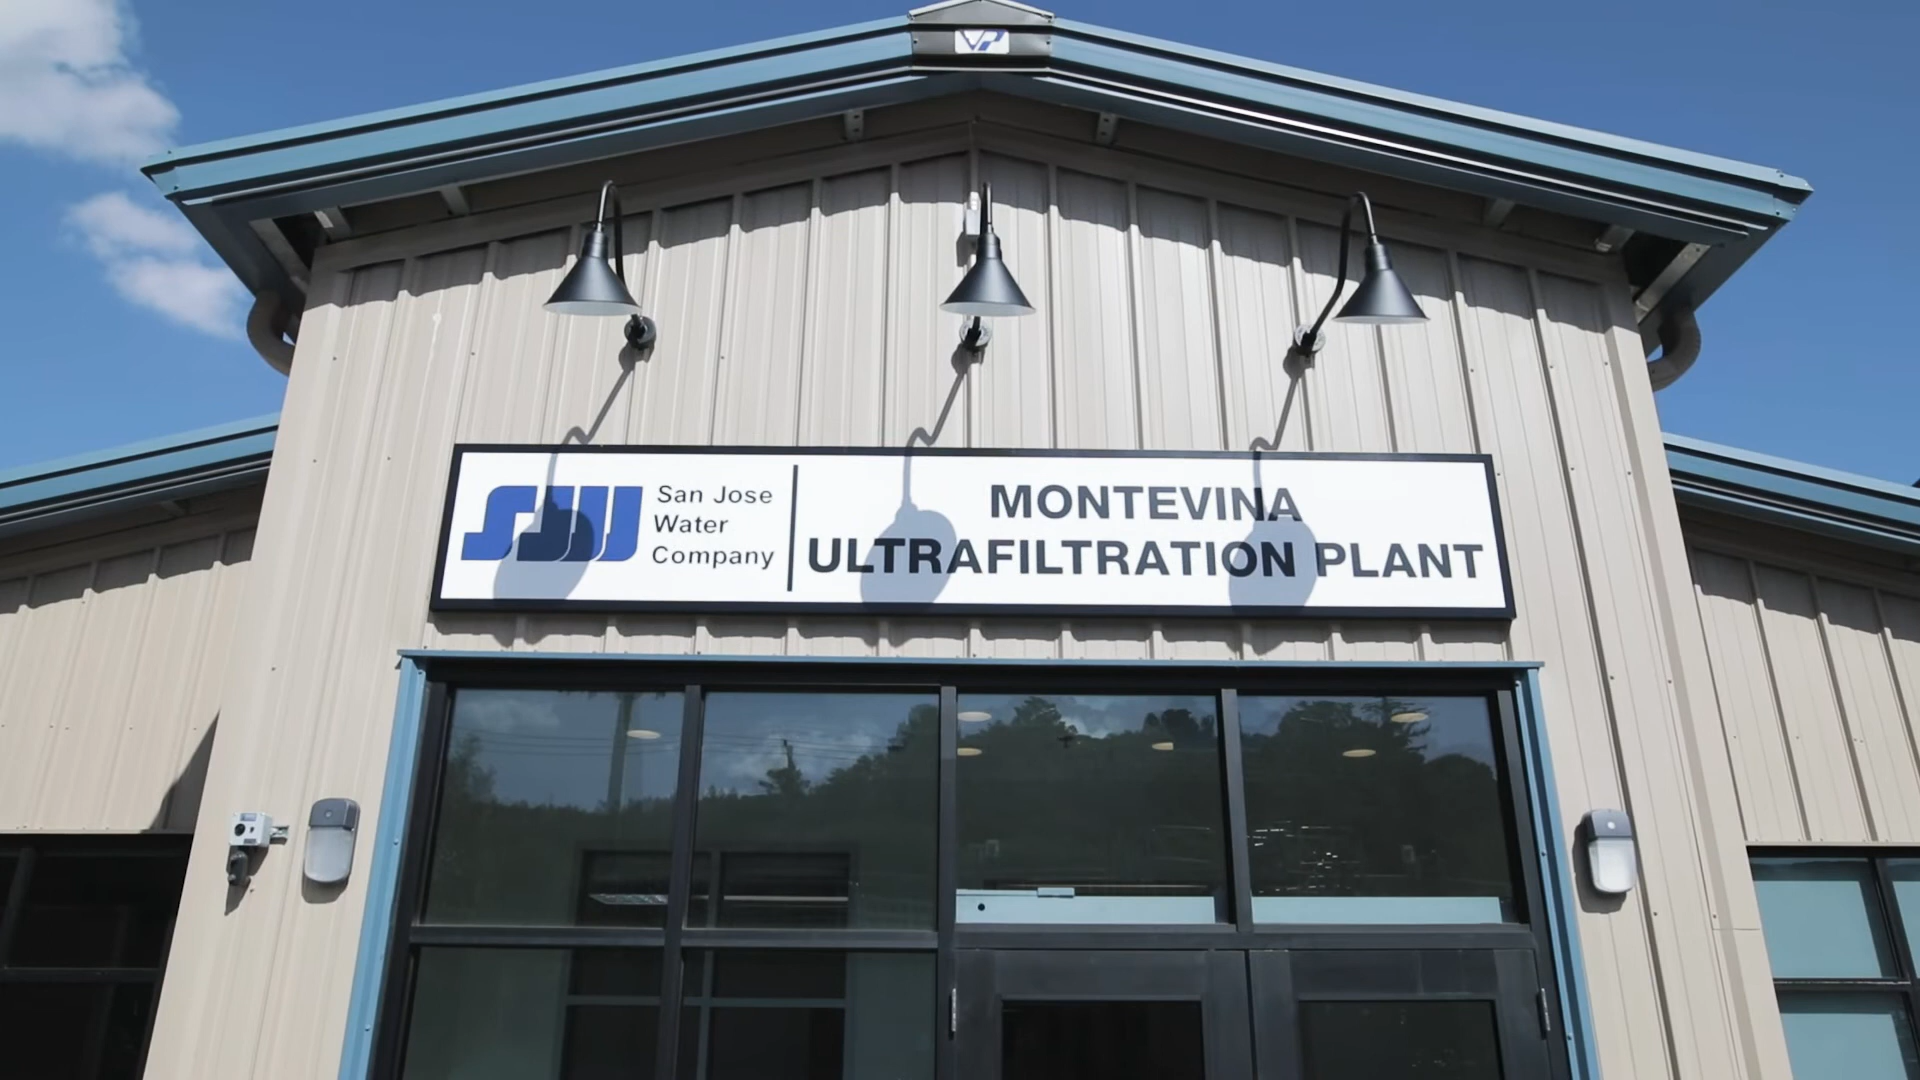 San Jose
Water
Company
MONTEVINA
ULTRAFILTRATION PLANT